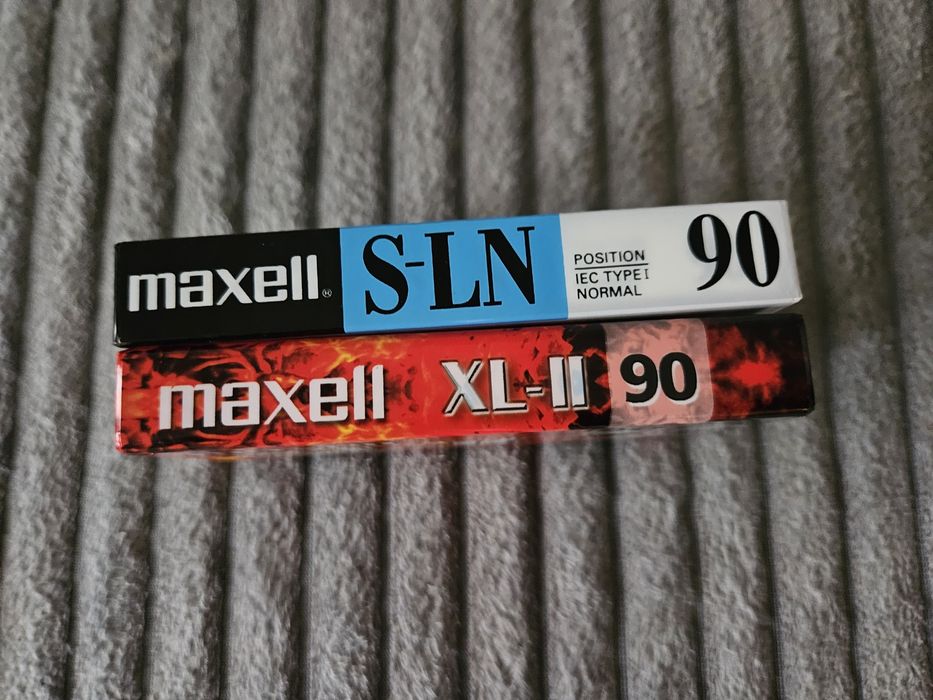 maxell®
S-LN
POSITION
IEC TYPE I
NORMAL
90
maxell
XL-II
90